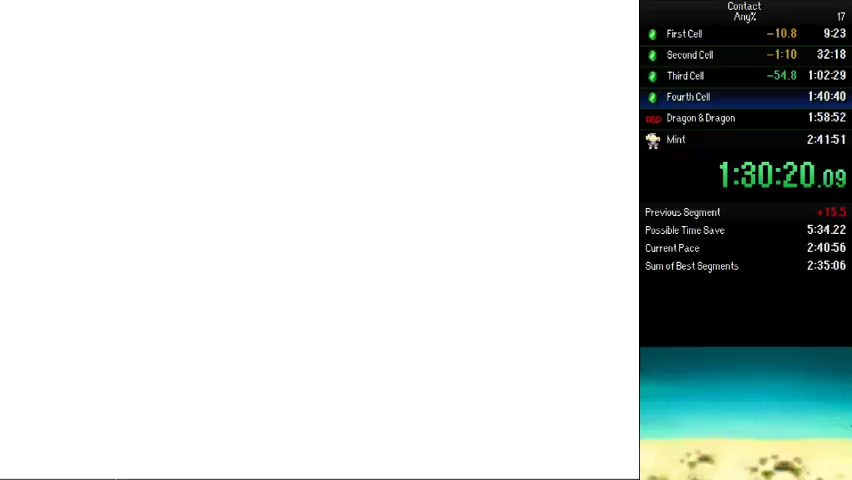 Contact
Any% 17
First Cell -10.8 9:23
Second Cell -1:10 32:18
Third Cell -54.8 1:02:29
Fourth Cell 1:40:40
D&D Dragon & Dragon 1:58:52
Mint 2:41:51
1:30:20.09
Previous Segment +15.5
Possible Time Save 5:34.22
Current Pace 2:40:56
Sum of Best Segments 2:35:06